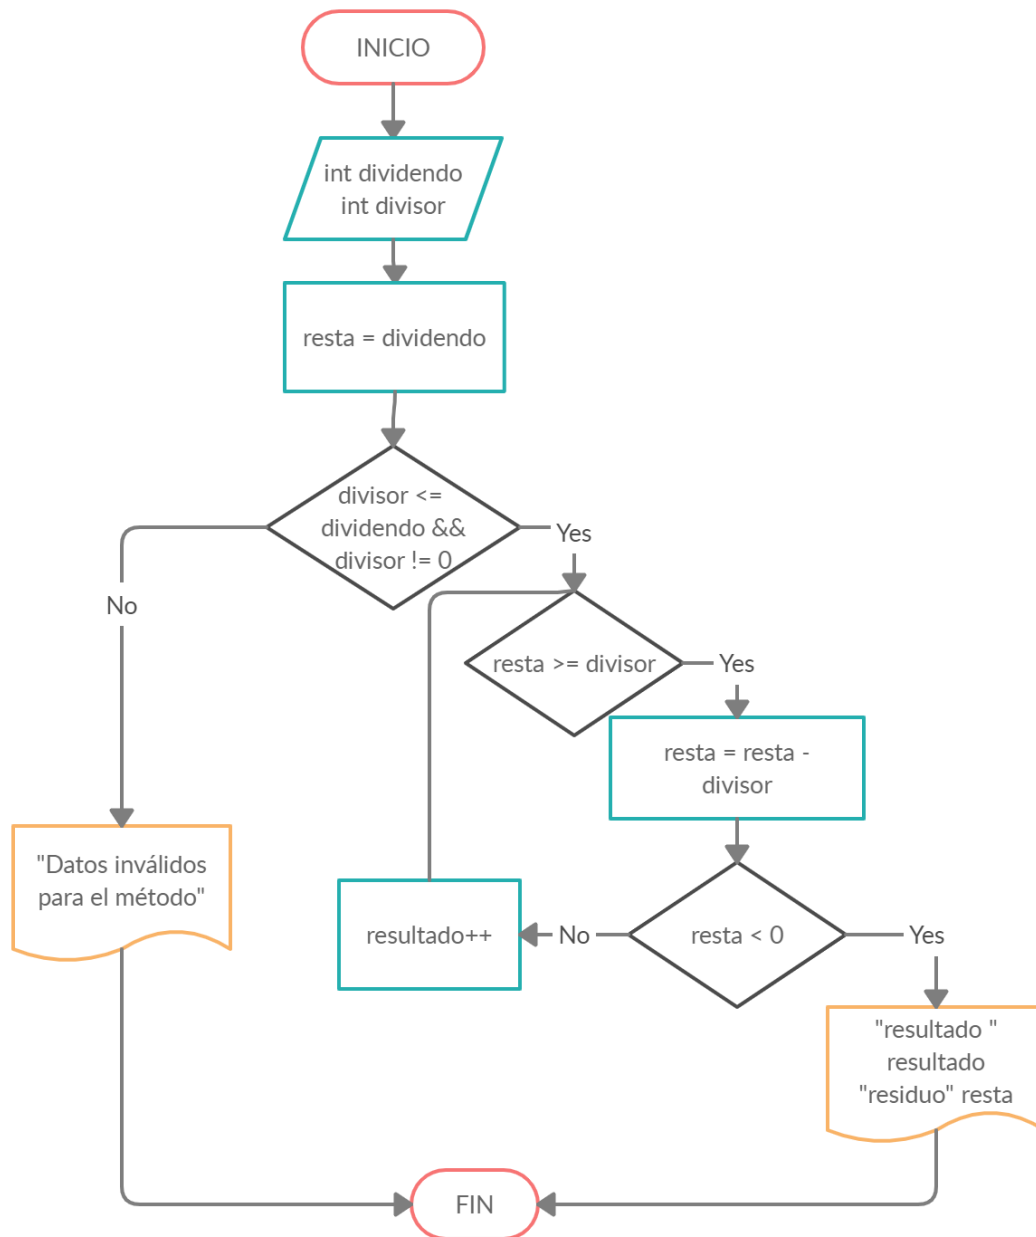 INICIO
int dividendo
int divisor
resta = dividendo
divisor <=
dividendo &&
divisor != 0
Yes
No
resta >= divisor
Yes
resta = resta -
divisor
"Datos inválidos
para el método"
resultado++
No
resta < 0
Yes
"resultado "
resultado
"residuo" resta
FIN